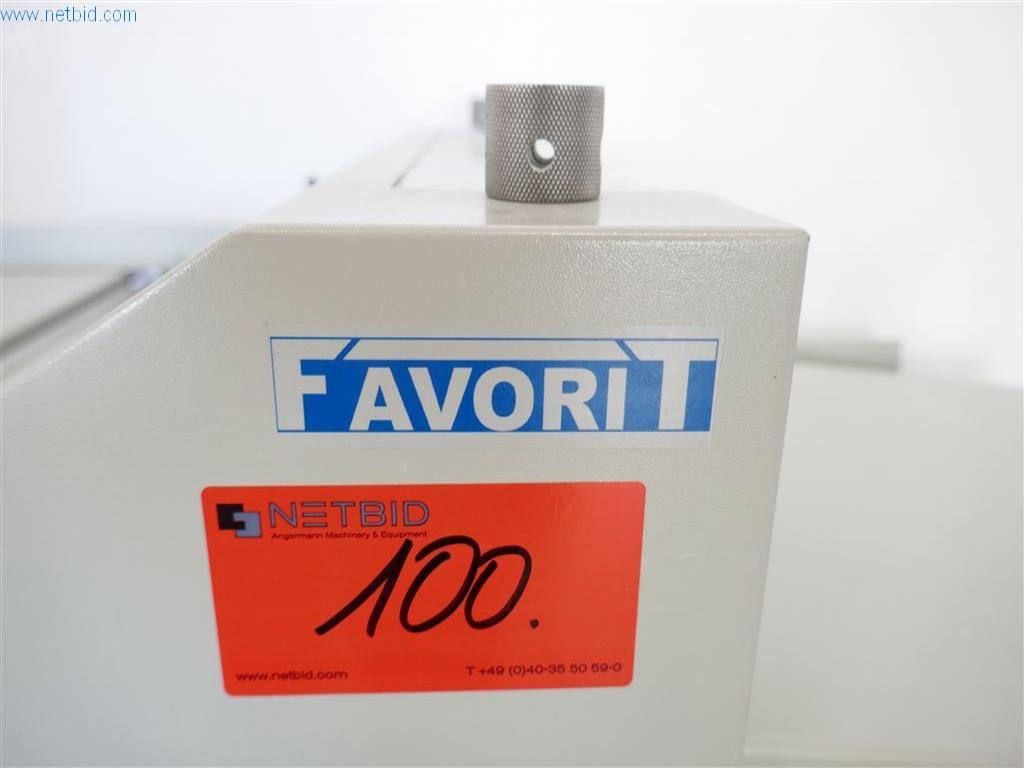 www.netbid.com
FAVORIT
NETBID
Angermann Machinery & Equipment
100.
www.netbid.com
T +49 (0)40-35 50 59-0